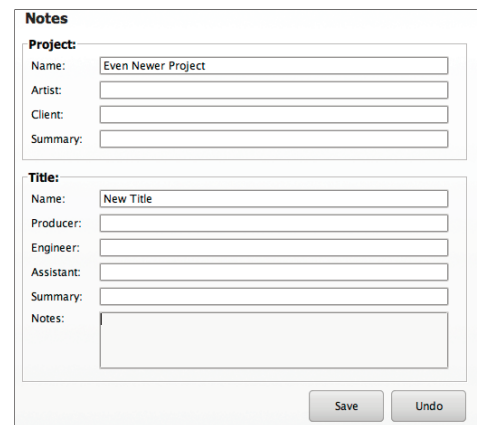 Notes
Project:
Name: Even Newer Project
Artist:
Client:
Summary:
Title:
Name: New Title
Producer:
Engineer:
Assistant:
Summary:
Notes:
Save Undo